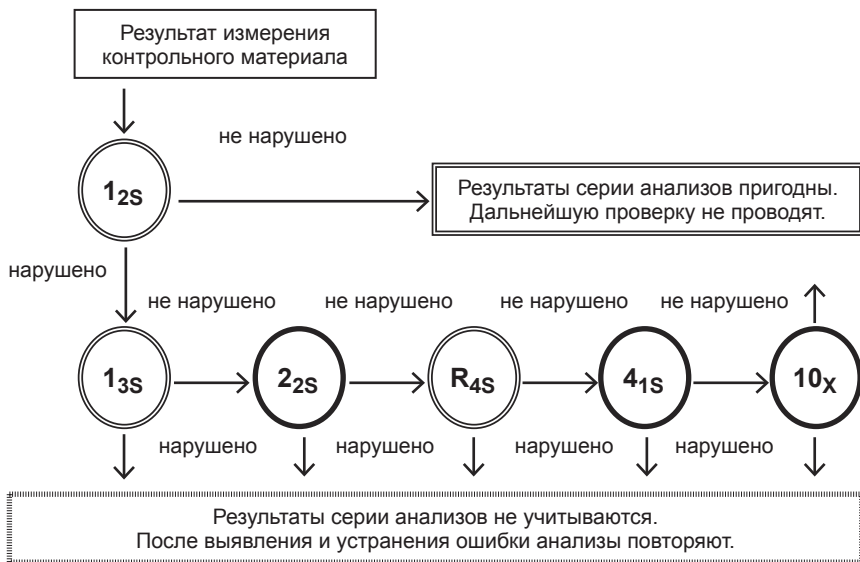 Результат измерения
контрольного материала
не нарушено
12S
Результаты серии анализов пригодны.
Дальнейшую проверку не проводят.
нарушено
не нарушено
не нарушено
не нарушено
не нарушено
13S
22S
R4S
41S
10X
нарушено
нарушено
нарушено
нарушено
Результаты серии анализов не учитываются.
После выявления и устранения ошибки анализы повторяют.